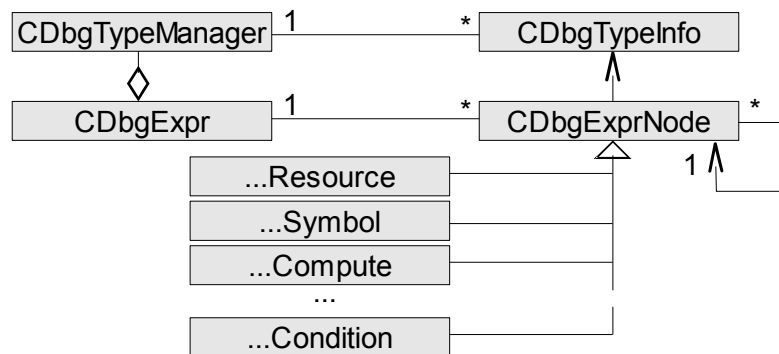 CDbgTypeManager 1 * CDbgTypeInfo
CDbgExpr 1 * CDbgExprNode *
1
...Resource
...Symbol
...Compute
...
...Condition